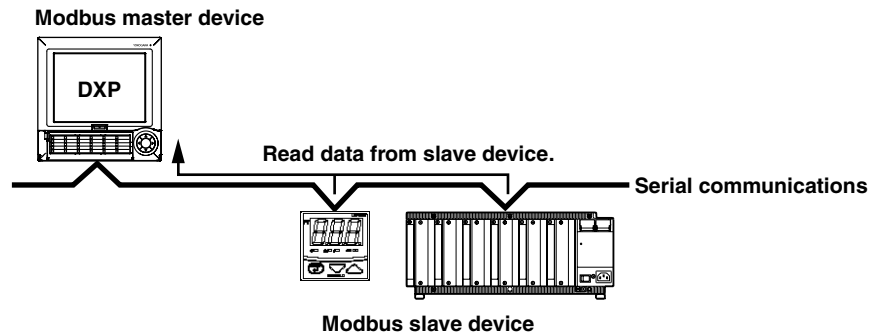 Modbus master device
DXP
Read data from slave device.
Serial communications
Modbus slave device